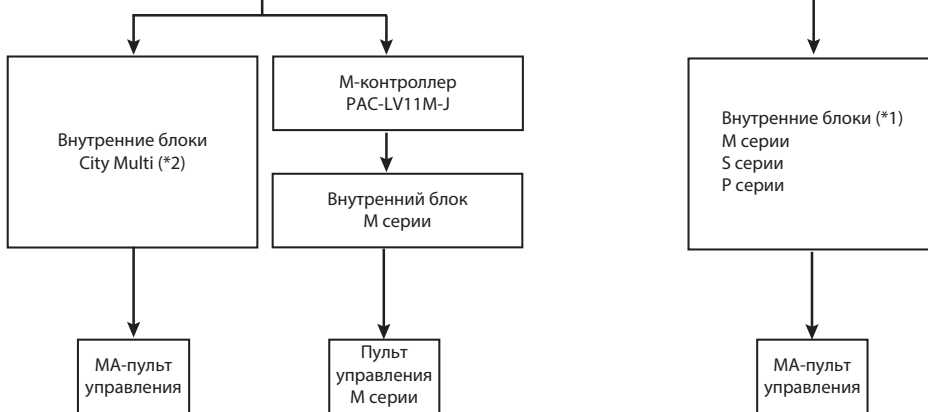 Внутренние блоки
City Multi (*2)
М-контроллер
PAC-LV11M-J
Внутренний блок
М серии
МА-пульт
управления
Пульт
управления
М серии
Внутренние блоки (*1)
М серии
S серии
P серии
МА-пульт
управления